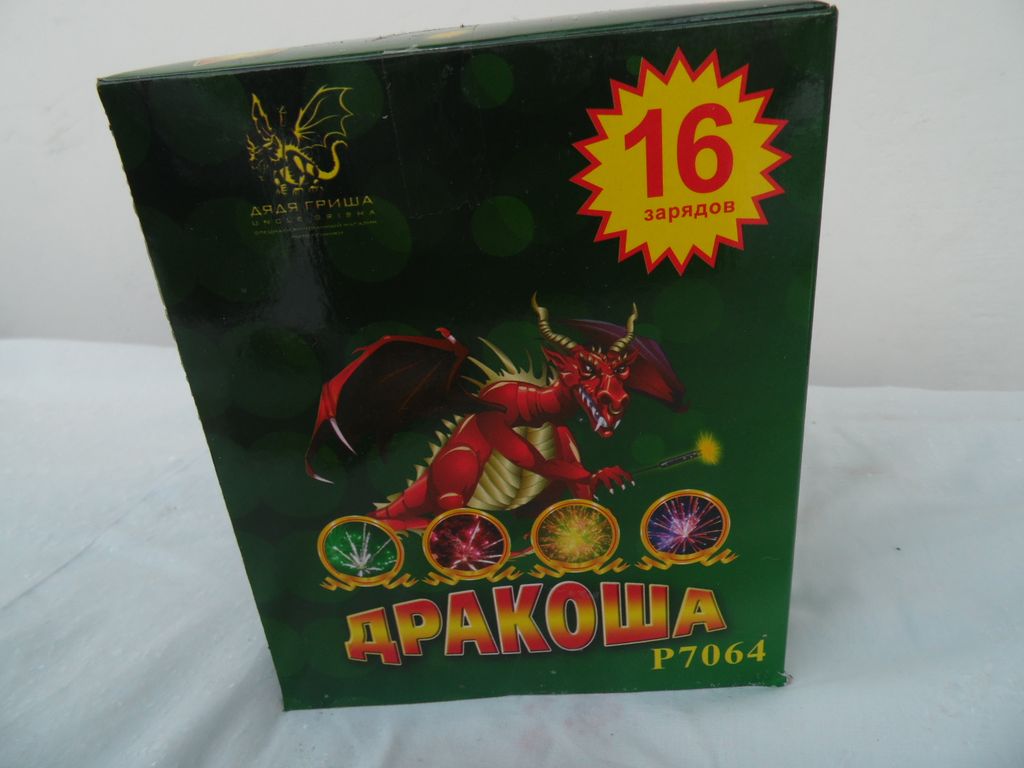 16
зарядов
ДЯДЯ ГРИША
UNCLE GRISHA
ДРАКОША
P7064